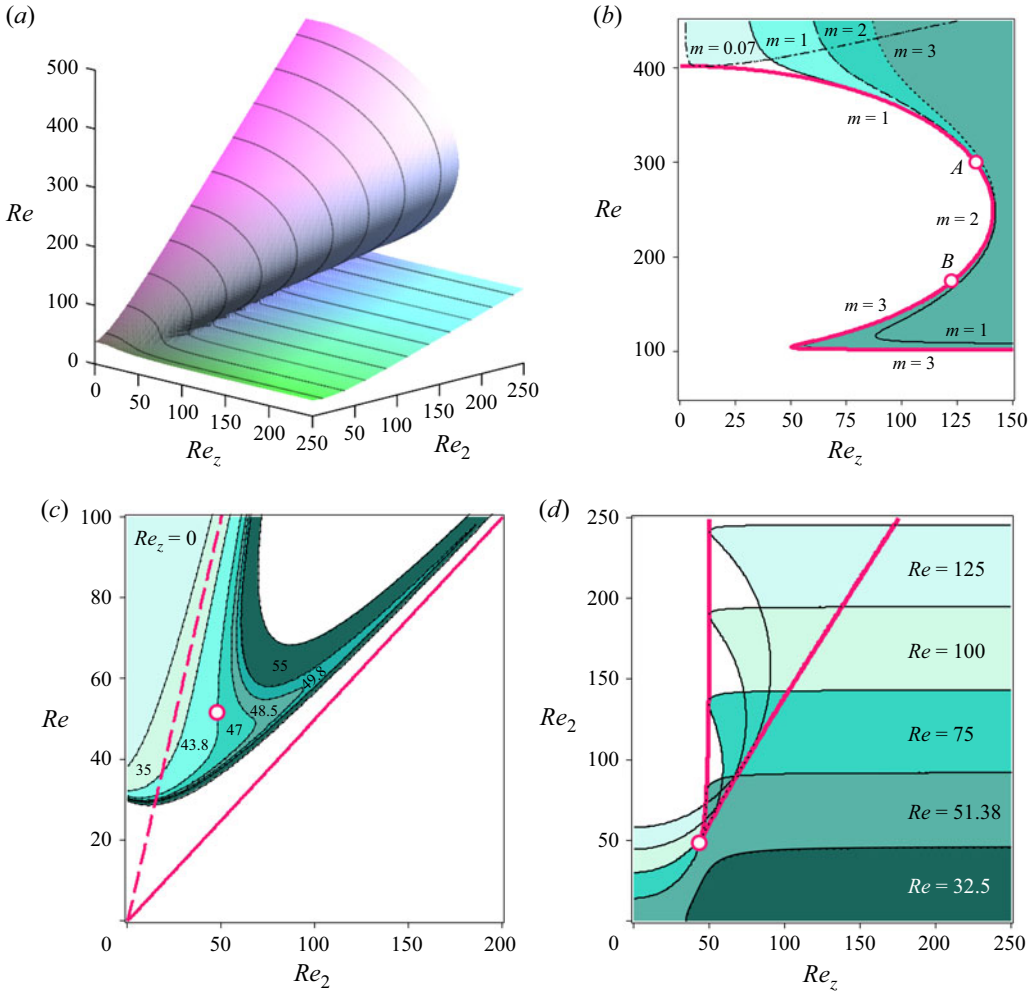 (a)
500
400
300
200
100
0
Re
0
50
100
150
200
250
Re_z
50
100
150
200
250
Re_2
(b)
400
300
200
100
Re
m = 0.07
m = 1
m = 2
m = 3
m = 1
A
m = 2
B
m = 3
m = 1
m = 3
0
25
50
75
100
125
150
Re_z
(c)
100
80
60
40
20
0
Re
Re_z = 0
55
49.8
48.5
47
43.8
35
50
100
150
200
Re_2
(d)
250
200
150
100
50
0
Re_2
Re = 125
Re = 100
Re = 75
Re = 51.38
Re = 32.5
50
100
150
200
250
Re_z